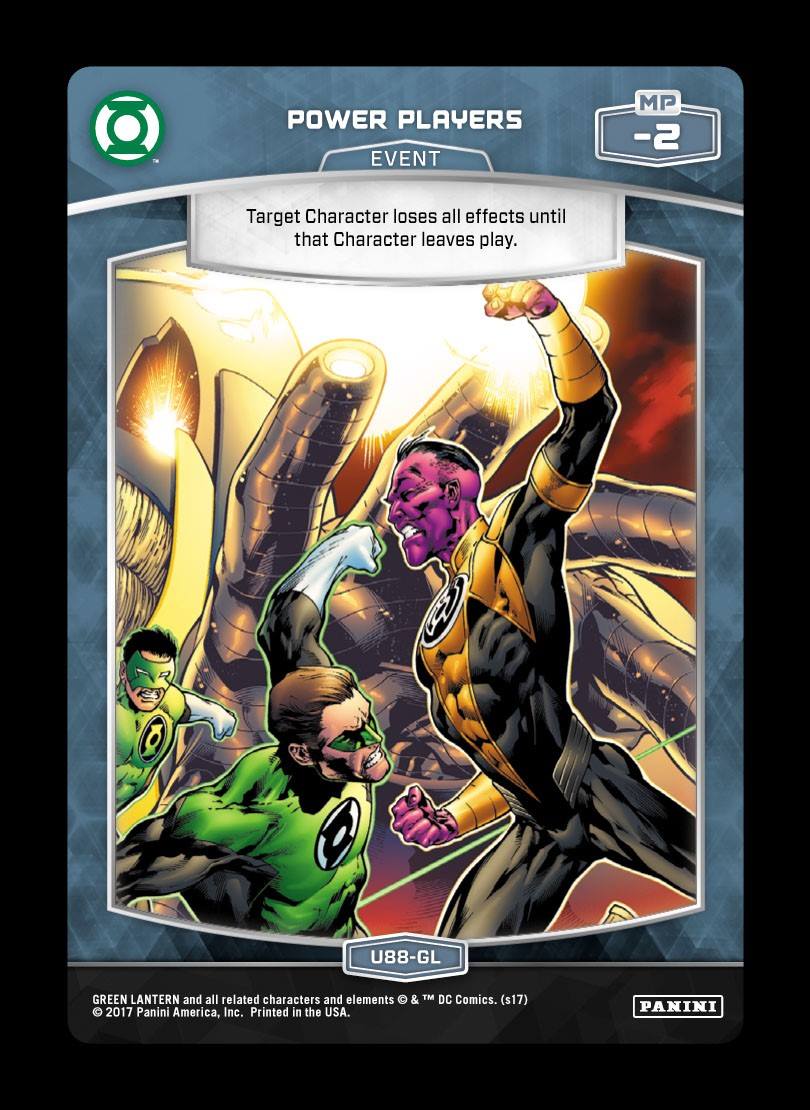 POWER PLAYERS
MP
-2
EVENT
Target Character loses all effects until
that Character leaves play.
U88-GL
GREEN LANTERN and all related characters and elements © & ™ DC Comics. (s17)
© 2017 Panini America, Inc. Printed in the USA.
PANINI
™